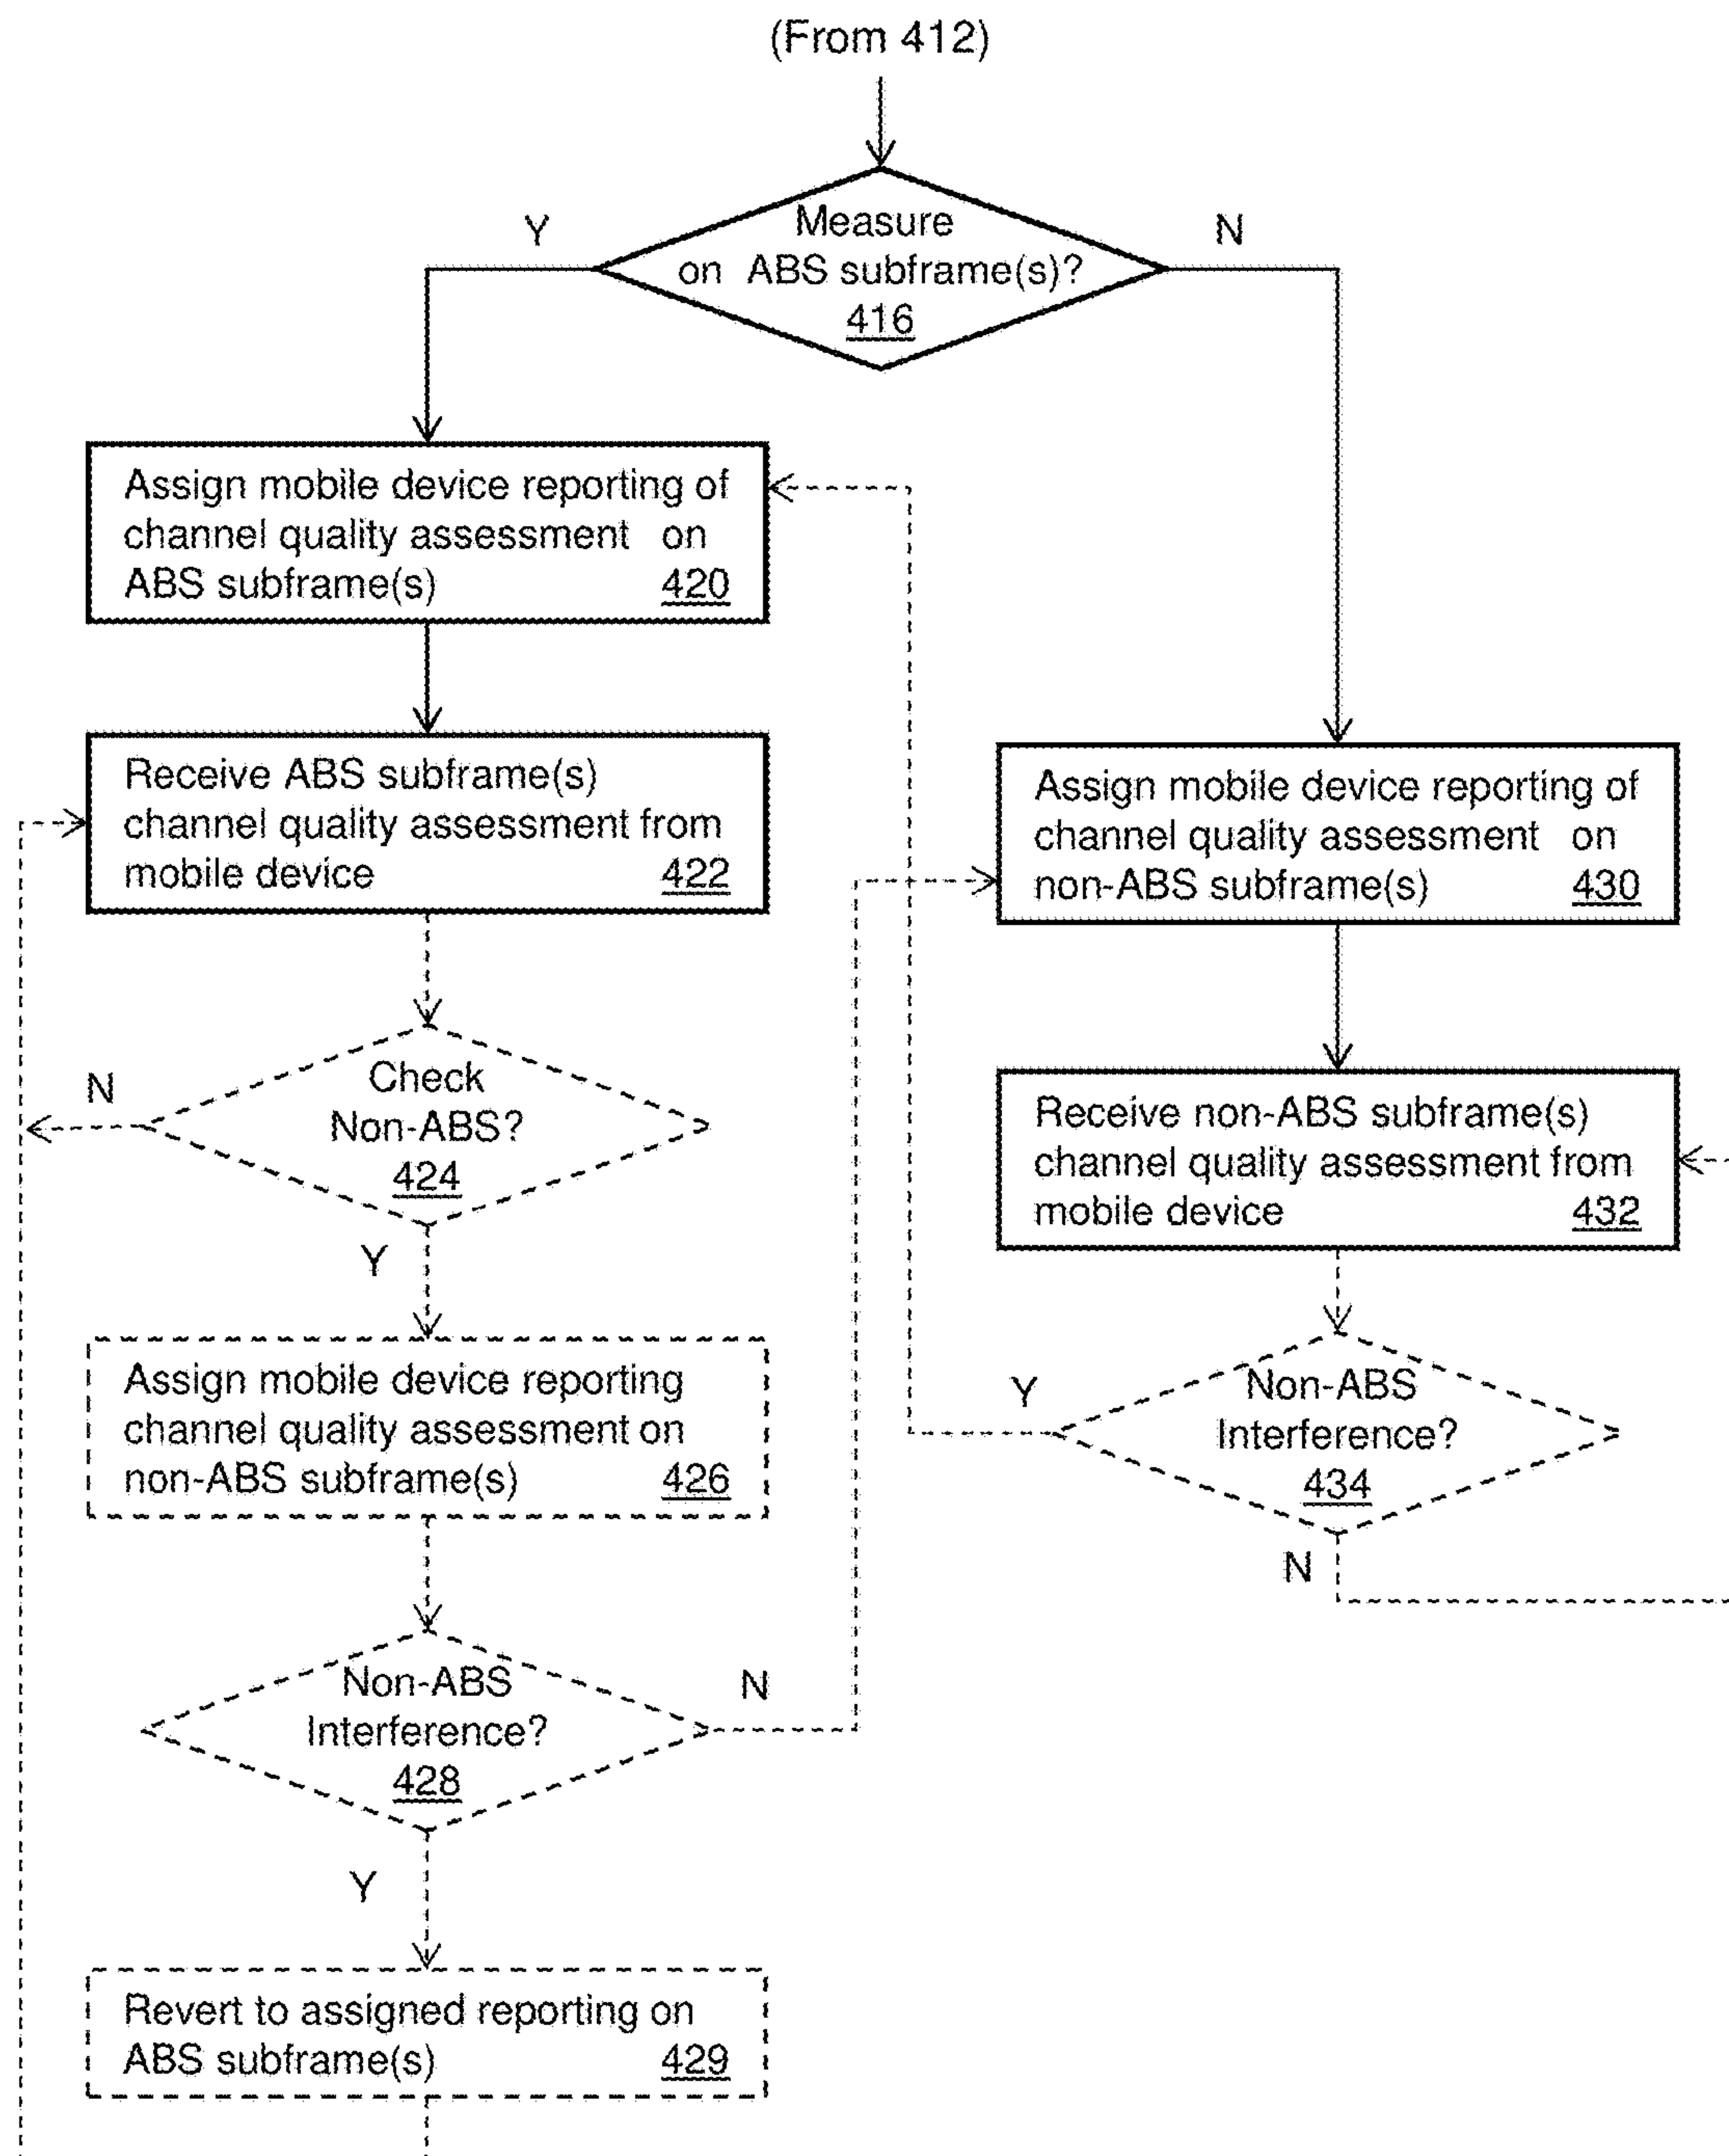 (From 412)
Measure
on ABS subframe(s)?
416
Y
N
Assign mobile device reporting of
channel quality assessment on
ABS subframe(s) 420
Receive ABS subframe(s)
channel quality assessment from
mobile device 422
Assign mobile device reporting of
channel quality assessment on
non-ABS subframe(s) 430
Check
Non-ABS?
424
N
Y
Receive non-ABS subframe(s)
channel quality assessment from
mobile device 432
Assign mobile device reporting
channel quality assessment on
non-ABS subframe(s) 426
Non-ABS
Interference?
434
Y
N
Non-ABS
Interference?
428
N
Y
Revert to assigned reporting on
ABS subframe(s) 429